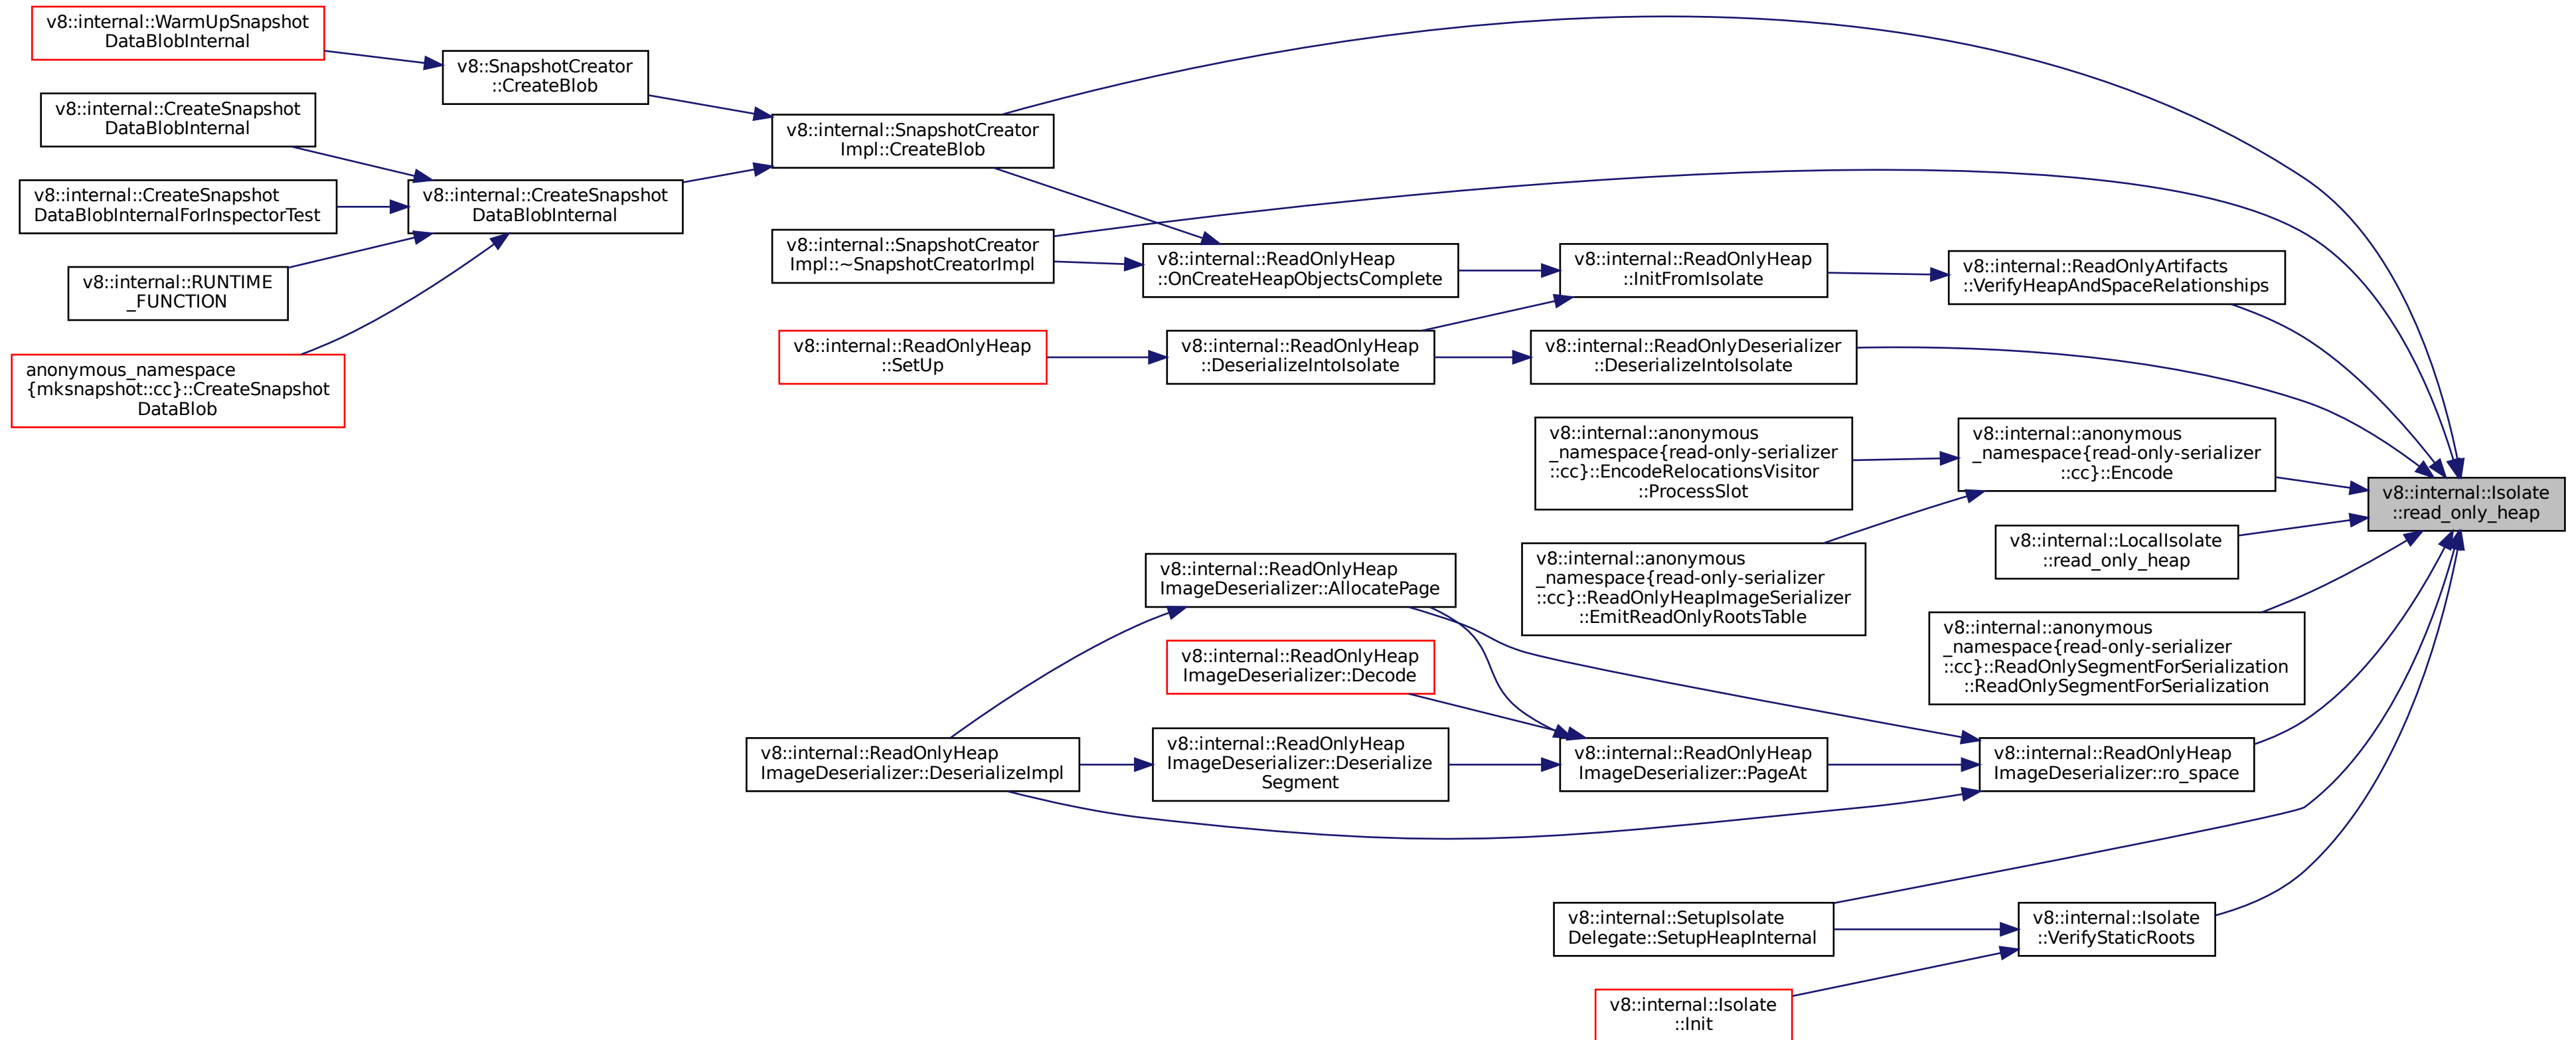 v8::internal::WarmUpSnapshot
DataBlobInternal
v8::SnapshotCreator
::CreateBlob
v8::internal::CreateSnapshot
DataBlobInternal
v8::internal::SnapshotCreator
Impl::CreateBlob
v8::internal::CreateSnapshot
DataBlobInternalForInspectorTest
v8::internal::CreateSnapshot
DataBlobInternal
v8::internal::RUNTIME
_FUNCTION
anonymous_namespace
{mksnapshot::cc}::CreateSnapshot
DataBlob
v8::internal::SnapshotCreator
Impl::~SnapshotCreatorImpl
v8::internal::ReadOnlyHeap
::OnCreateHeapObjectsComplete
v8::internal::ReadOnlyHeap
::InitFromIsolate
v8::internal::ReadOnlyArtifacts
::VerifyHeapAndSpaceRelationships
v8::internal::ReadOnlyHeap
::SetUp
v8::internal::ReadOnlyHeap
::DeserializeIntoIsolate
v8::internal::ReadOnlyDeserializer
::DeserializeIntoIsolate
v8::internal::anonymous
_namespace{read-only-serializer
::cc}::EncodeRelocationsVisitor
::ProcessSlot
v8::internal::anonymous
_namespace{read-only-serializer
::cc}::Encode
v8::internal::Isolate
::read_only_heap
v8::internal::LocalIsolate
::read_only_heap
v8::internal::anonymous
_namespace{read-only-serializer
::cc}::ReadOnlyHeapImageSerializer
::EmitReadOnlyRootsTable
v8::internal::ReadOnlyHeap
ImageDeserializer::AllocatePage
v8::internal::anonymous
_namespace{read-only-serializer
::cc}::ReadOnlySegmentForSerialization
::ReadOnlySegmentForSerialization
v8::internal::ReadOnlyHeap
ImageDeserializer::Decode
v8::internal::ReadOnlyHeap
ImageDeserializer::DeserializeImpl
v8::internal::ReadOnlyHeap
ImageDeserializer::Deserialize
Segment
v8::internal::ReadOnlyHeap
ImageDeserializer::PageAt
v8::internal::ReadOnlyHeap
ImageDeserializer::ro_space
v8::internal::SetupIsolate
Delegate::SetupHeapInternal
v8::internal::Isolate
::VerifyStaticRoots
v8::internal::Isolate
::Init